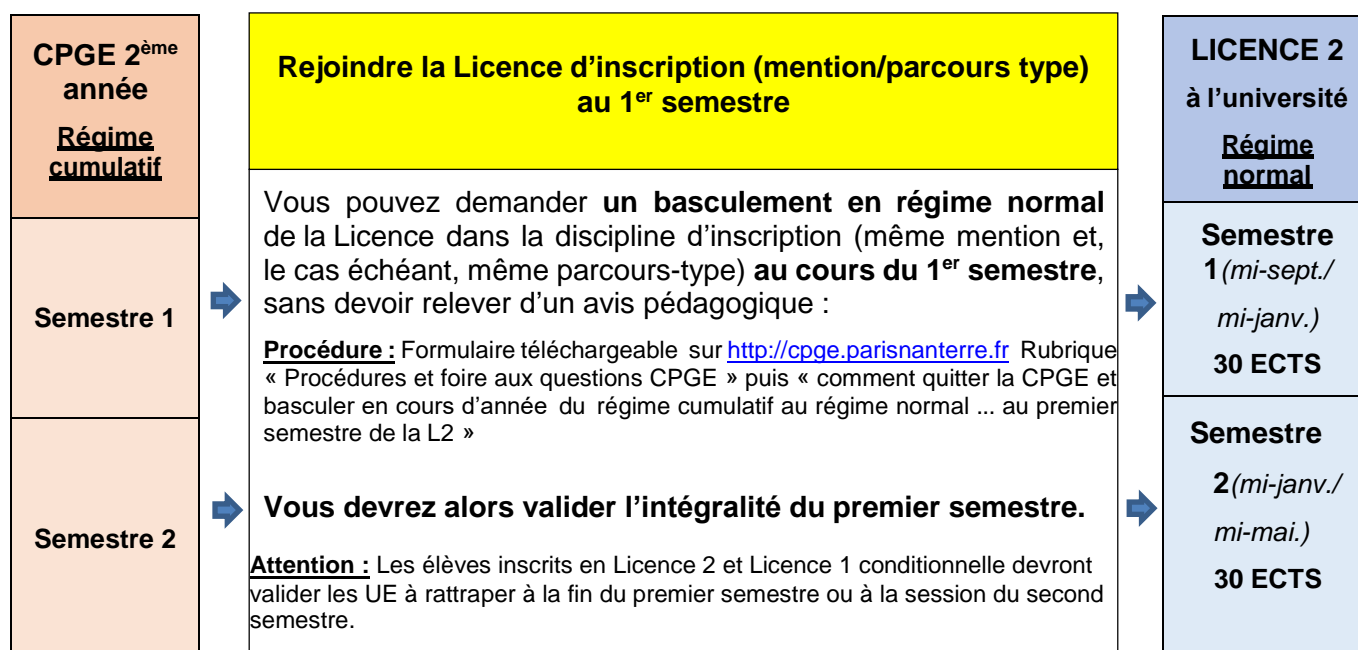 CPGE 2ème
année
Régime
cumulatif
Semestre 1
Semestre 2
Rejoindre la Licence d'inscription (mention/parcours type)
au 1er semestre
Vous pouvez demander un basculement en régime normal
de la Licence dans la discipline d'inscription (même mention et,
le cas échéant, même parcours-type) au cours du 1er semestre,
sans devoir relever d'un avis pédagogique :
Procédure : Formulaire téléchargeable sur http://cpge.parisnanterre.fr Rubrique
« Procédures et foire aux questions CPGE » puis « comment quitter la CPGE et
basculer en cours d'année du régime cumulatif au régime normal ... au premier
semestre de la L2 »
Vous devrez alors valider l'intégralité du premier semestre.
Attention : Les élèves inscrits en Licence 2 et Licence 1 conditionnelle devront
valider les UE à rattraper à la fin du premier semestre ou à la session du second
semestre.
LICENCE 2
à l'université
Régime
normal
Semestre
1(mi-sept./
mi-janv.)
30 ECTS
Semestre
2(mi-janv./
mi-mai.)
30 ECTS